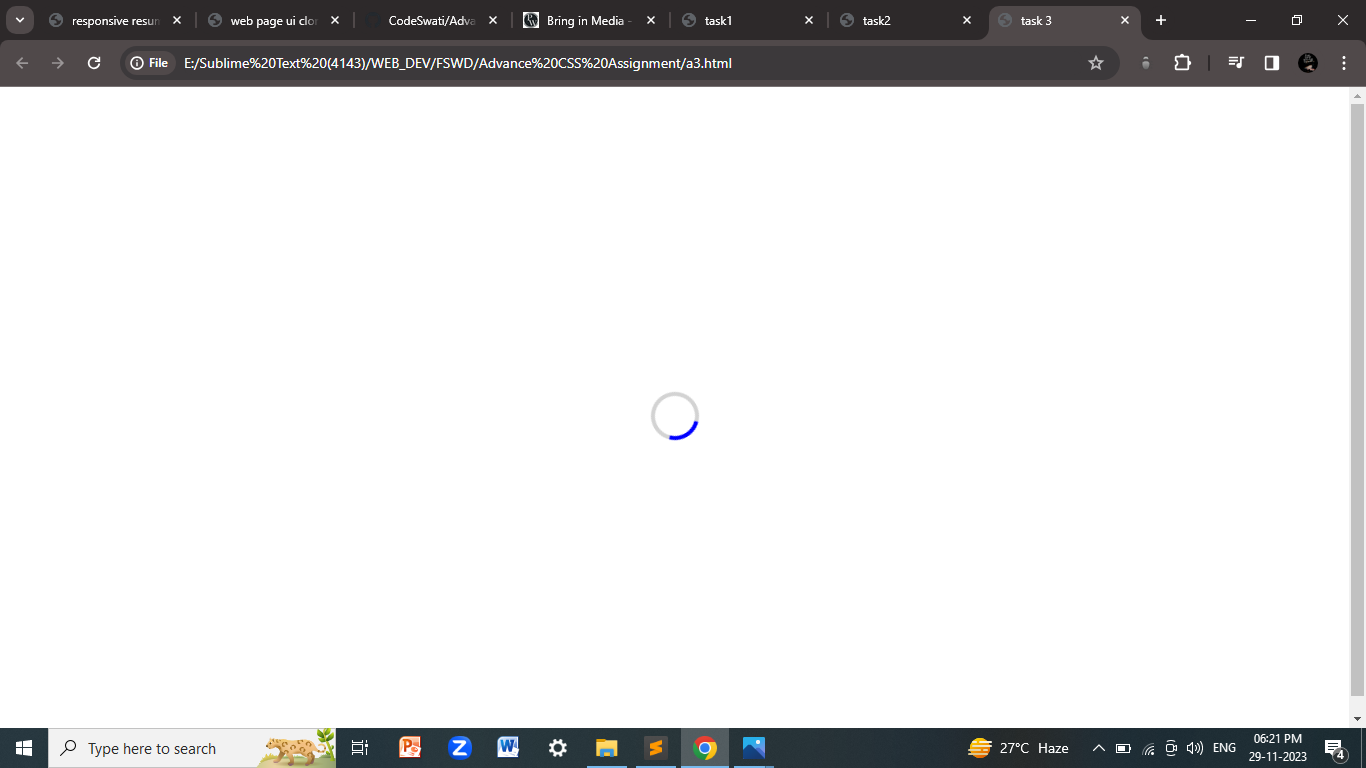 responsive resum
web page ui clon
CodeSwati/Adva
Bring in Media -
task1
task2
task 3
File
E:/Sublime%20Text%20(4143)/WEB_DEV/FSWD/Advance%20CSS%20Assignment/a3.html
Type here to search
27°C Haze
ENG
06:21 PM
29-11-2023
4